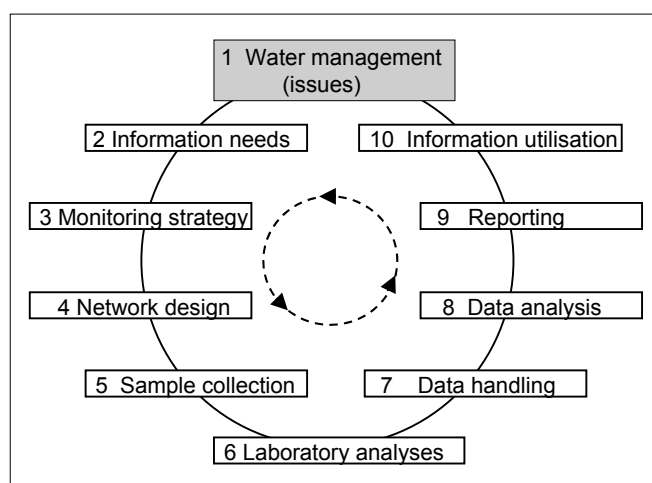 1 Water management
(issues)
2 Information needs
3 Monitoring strategy
4 Network design
5 Sample collection
6 Laboratory analyses
7 Data handling
8 Data analysis
9 Reporting
10 Information utilisation